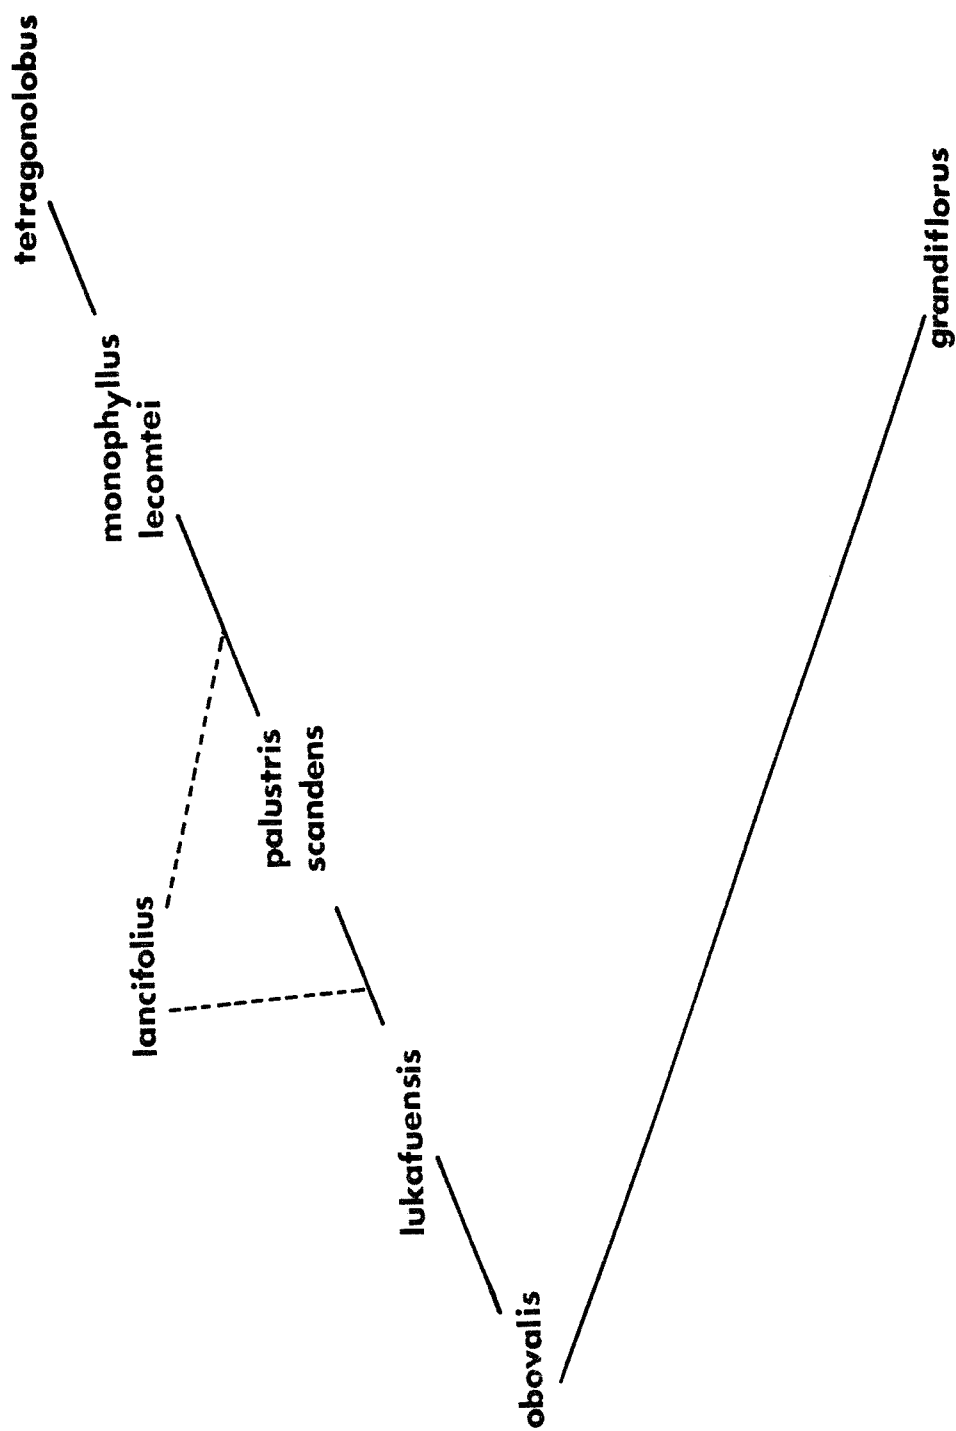 tetragonolobus
monophyllus
lecomtei
lancifolius
palustris
scandens
lukafuensis
obovalis
grandiflorus